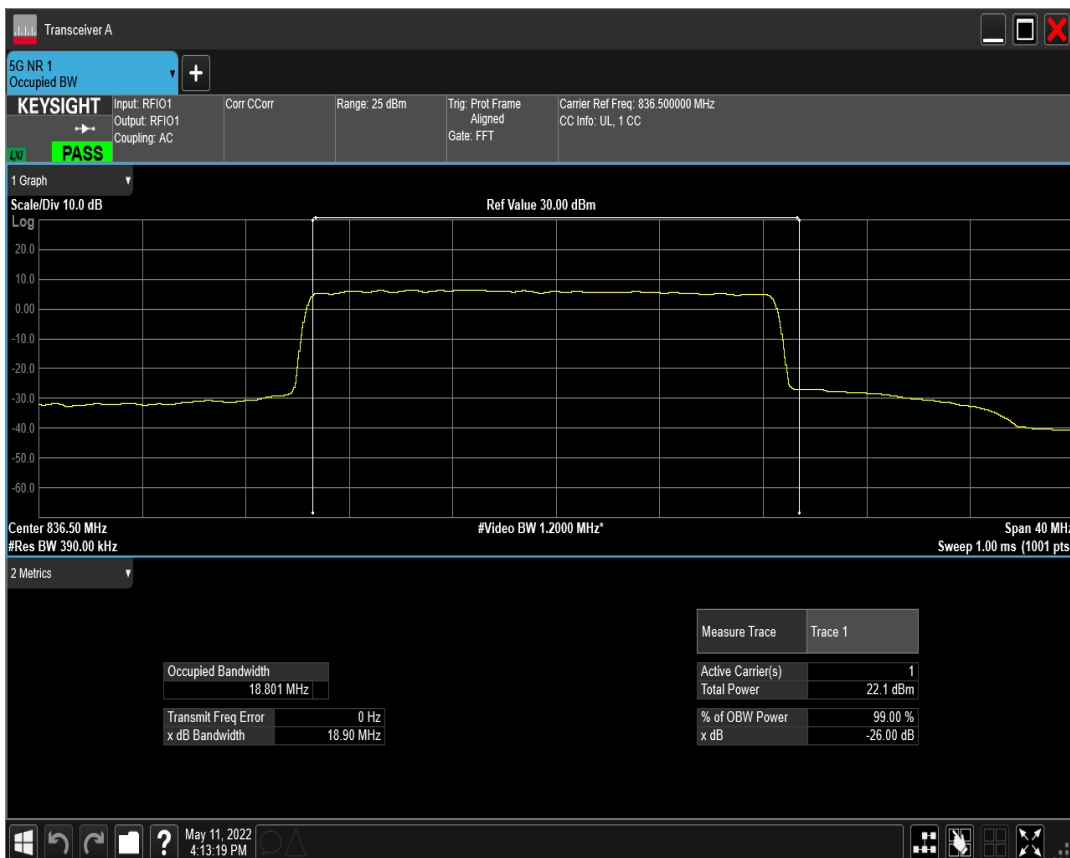 Transceiver A
5G NR 1
Occupied BW
KEYSIGHT
LXI
PASS
Input: RFIO1
Output: RFIO1
Coupling: AC
Corr CCorr
Range: 25 dBm
Trig: Prot Frame
Aligned
Gate: FFT
Carrier Ref Freq: 836.500000 MHz
CC Info: UL, 1 CC
1 Graph
Scale/Div 10.0 dB
Ref Value 30.00 dBm
Log
20.0
10.0
0.00
-10.0
-20.0
-30.0
-40.0
-50.0
-60.0
Center 836.50 MHz
#Video BW 1.2000 MHz*
Span 40 MHz
#Res BW 390.00 kHz
Sweep 1.00 ms (1001 pts
2 Metrics
Measure Trace Trace 1
Occupied Bandwidth
18.801 MHz
Active Carrier(s) 1
Total Power 22.1 dBm
Transmit Freq Error 0 Hz
x dB Bandwidth 18.90 MHz
% of OBW Power 99.00 %
x dB -26.00 dB
?
May 11, 2022
4:13:19 PM